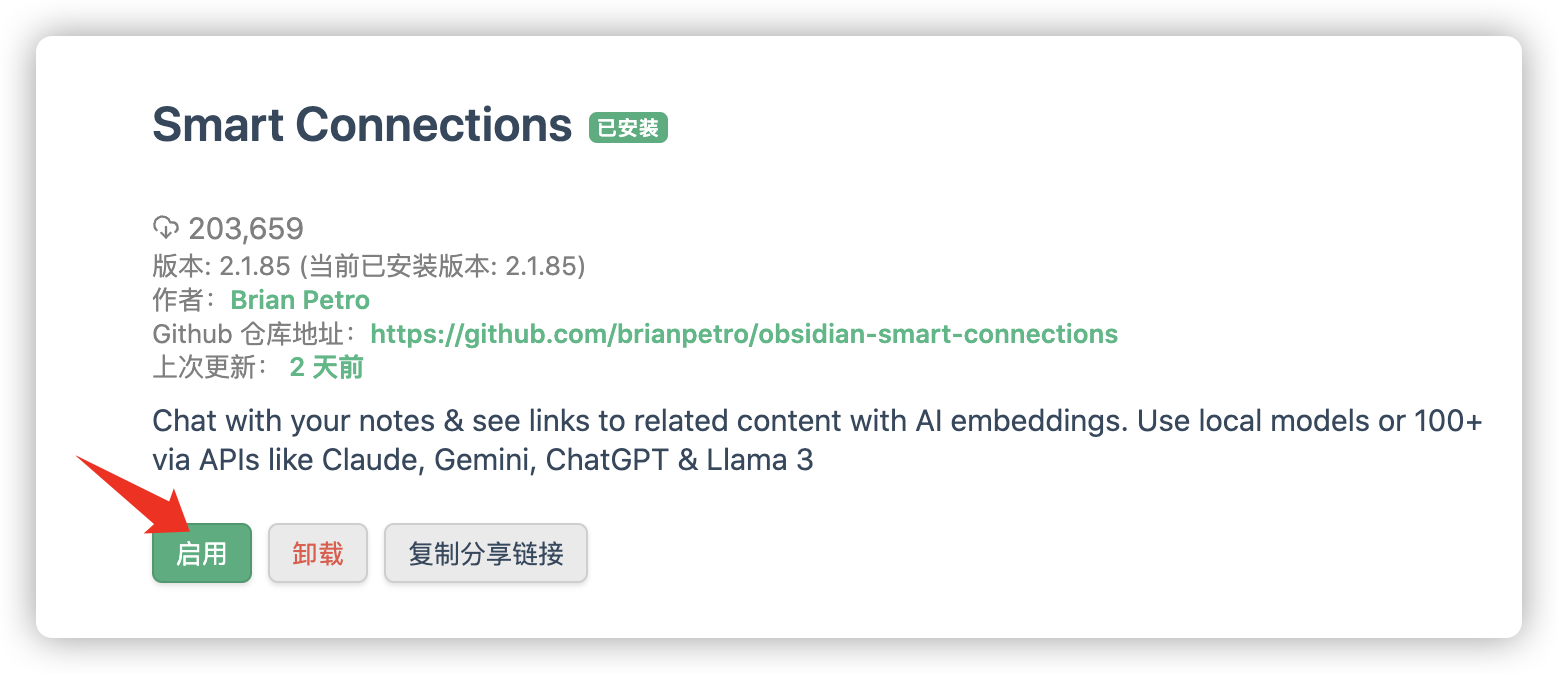 Smart Connections 已安装
203,659
版本: 2.1.85 (当前已安装版本: 2.1.85)
作者：Brian Petro
Github 仓库地址：https://github.com/brianpetro/obsidian-smart-connections
上次更新： 2 天前
Chat with your notes & see links to related content with AI embeddings. Use local models or 100+
via APIs like Claude, Gemini, ChatGPT & Llama 3
启用 卸载 复制分享链接